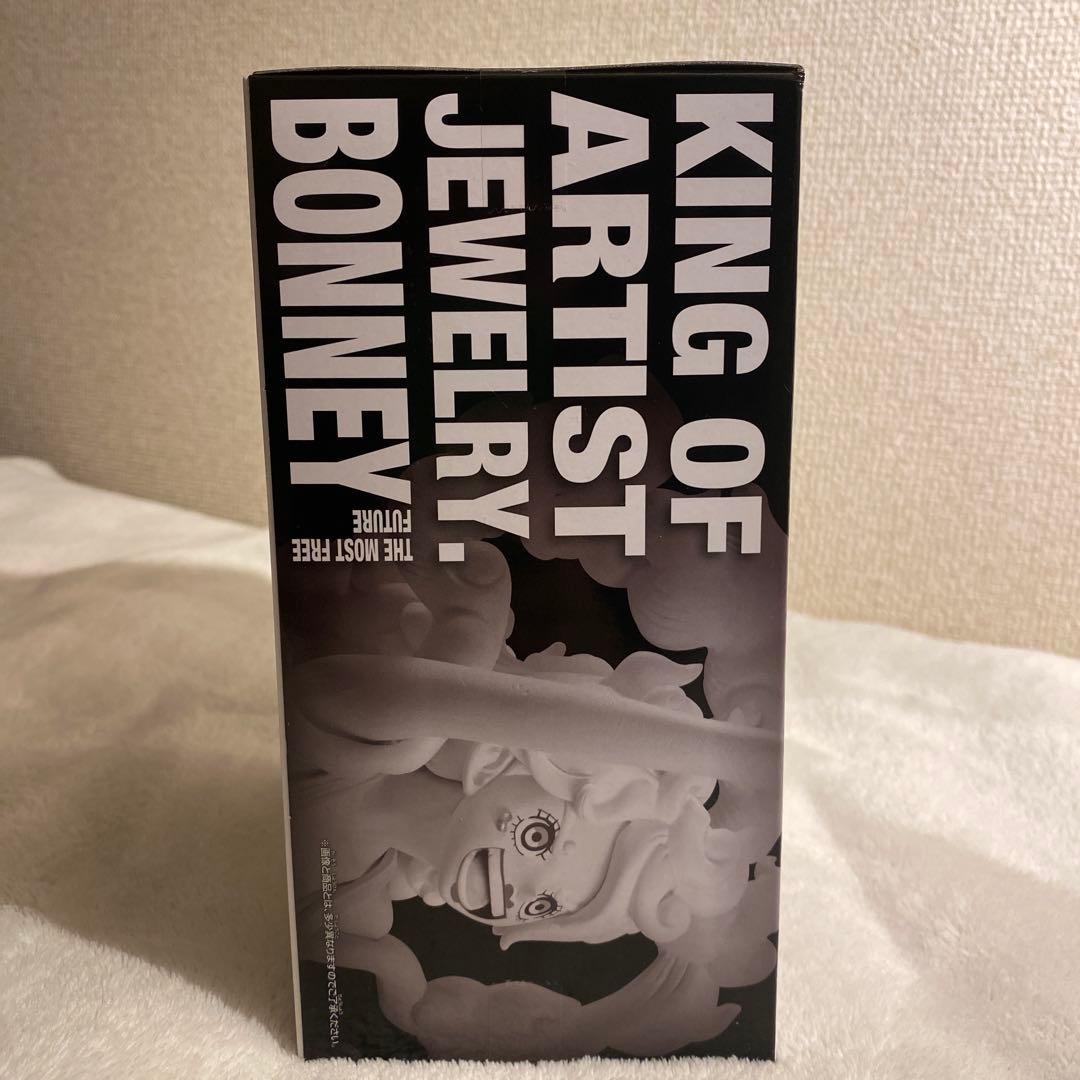 KING OF
ARTIST
JEWELRY.
BONNEY
THE MOST FREE
FUTURE
※画像と商品とは、多少異なりますのでご了承ください。